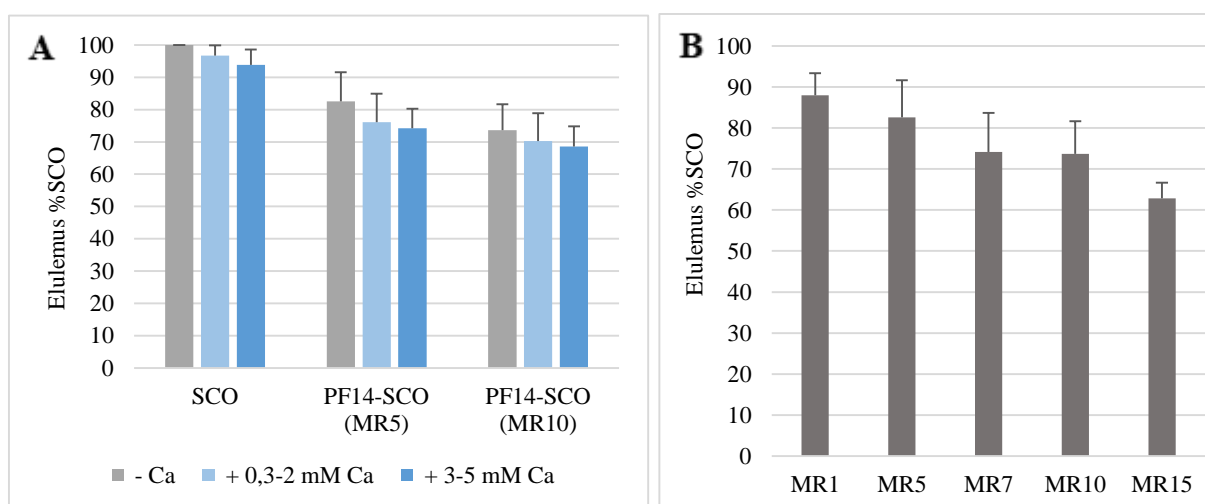 A
Elulemus %SCO
100
90
80
70
60
50
40
30
20
10
0
SCO
PF14-SCO
(MR5)
PF14-SCO
(MR10)
- Ca
+ 0,3-2 mM Ca
+ 3-5 mM Ca
B
Elulemus %SCO
100
90
80
70
60
50
40
30
20
10
0
MR1
MR5
MR7
MR10
MR15